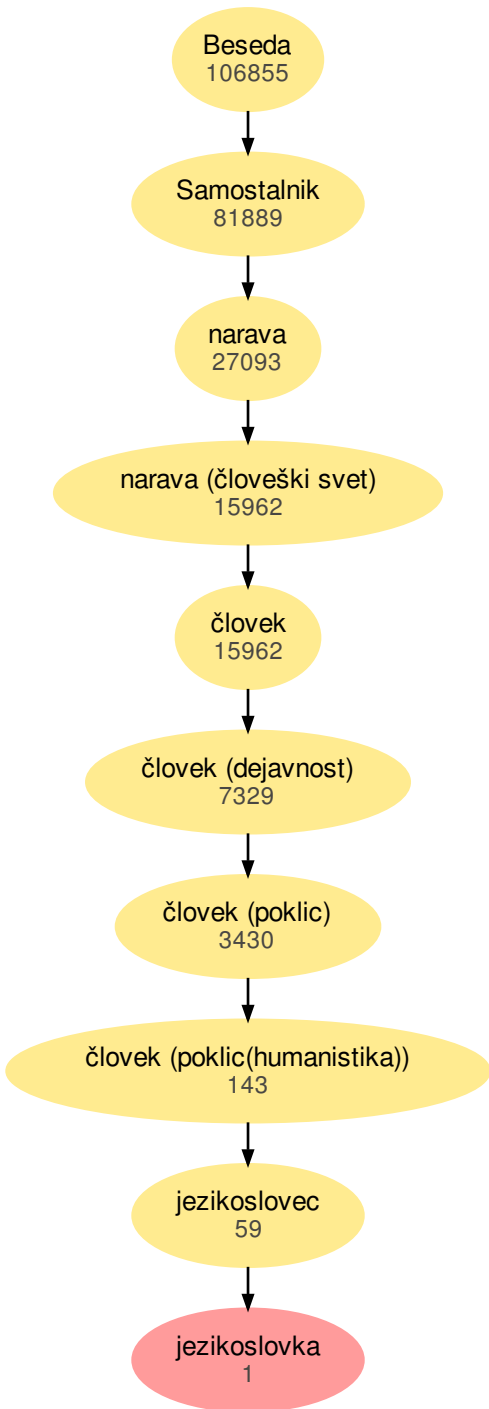 Beseda
106855
Samostalnik
81889
narava
27093
narava (človeški svet)
15962
človek
15962
človek (dejavnost)
7329
človek (poklic)
3430
človek (poklic(humanistika))
143
jezikoslovec
59
jezikoslovka
1